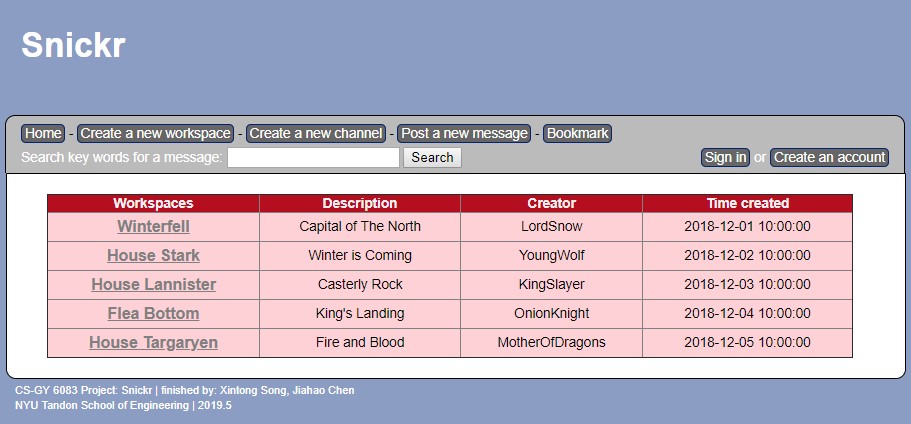 Snickr
Home - Create a new workspace - Create a new channel - Post a new message - Bookmark
Search key words for a message: Search Sign in or Create an account
Workspaces Description Creator Time created
Winterfell Capital of The North LordSnow 2018-12-01 10:00:00
House Stark Winter is Coming YoungWolf 2018-12-02 10:00:00
House Lannister Casterly Rock KingSlayer 2018-12-03 10:00:00
Flea Bottom King's Landing OnionKnight 2018-12-04 10:00:00
House Targaryen Fire and Blood MotherOfDragons 2018-12-05 10:00:00
CS-GY 6083 Project: Snickr | finished by: Xintong Song, Jiahao Chen
NYU Tandon School of Engineering | 2019.5